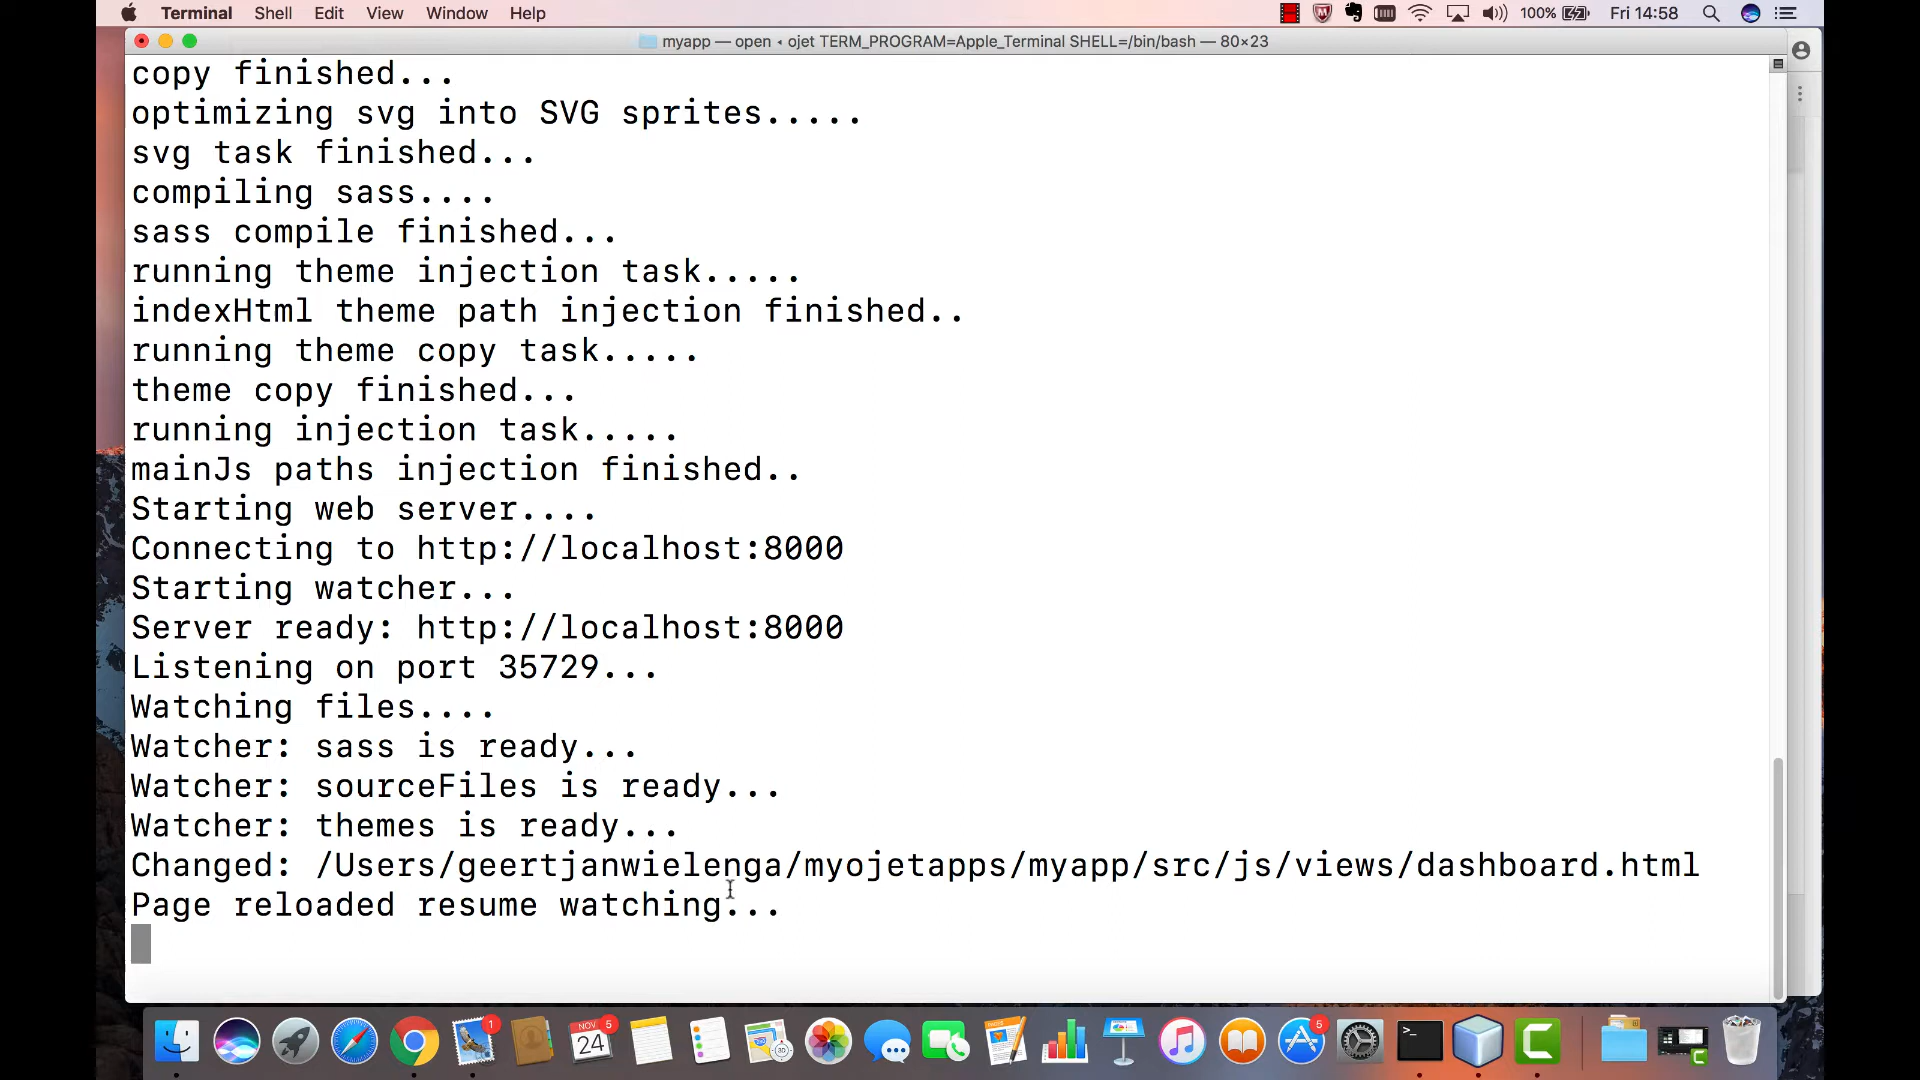 Terminal Shell Edit View Window Help 100% Fri 14:58
myapp — open ◂ ojet TERM_PROGRAM=Apple_Terminal SHELL=/bin/bash — 80×23
copy finished...
optimizing svg into SVG sprites.....
svg task finished...
compiling sass....
sass compile finished...
running theme injection task.....
indexHtml theme path injection finished..
running theme copy task.....
theme copy finished...
running injection task.....
mainJs paths injection finished..
Starting web server....
Connecting to http://localhost:8000
Starting watcher...
Server ready: http://localhost:8000
Listening on port 35729...
Watching files....
Watcher: sass is ready...
Watcher: sourceFiles is ready...
Watcher: themes is ready...
Changed: /Users/geertjanwielenga/myojetapps/myapp/src/js/views/dashboard.html
Page reloaded resume watching...
1 NOV 5 24 5